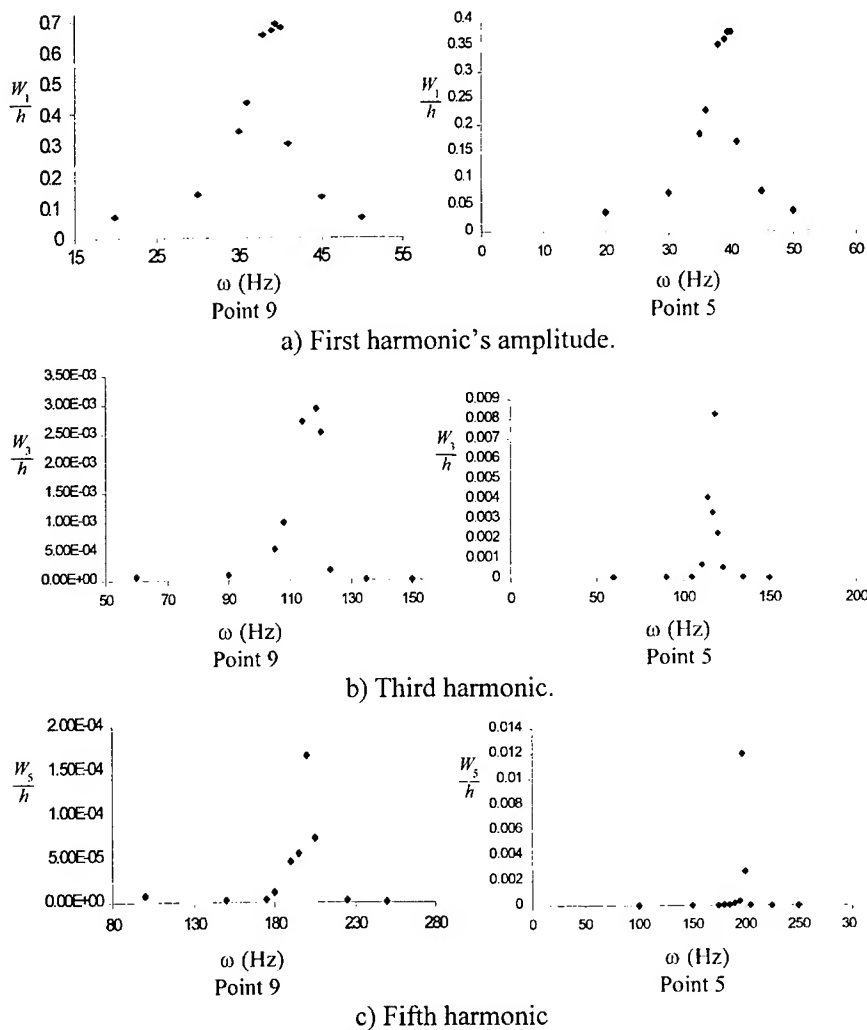 0.7
0.6
0.5
0.4
0.3
0.2
0.1
0
W1
h
15 25 35 45 55
ω (Hz)
Point 9
0.4
0.35
0.3
0.25
0.2
0.15
0.1
0.05
0
W1
h
0 10 20 30 40 50 60
ω (Hz)
Point 5
a) First harmonic's amplitude.
3.50E-03
3.00E-03
2.50E-03
2.00E-03
1.50E-03
1.00E-03
5.00E-04
0.00E+00
W3
h
50 70 90 110 130 150
ω (Hz)
Point 9
0.009
0.008
0.007
0.006
0.005
0.004
0.003
0.002
0.001
0
W3
h
0 50 100 150 200
ω (Hz)
Point 5
b) Third harmonic.
2.00E-04
1.50E-04
1.00E-04
5.00E-05
0.00E+00
W5
h
80 130 180 230 280
ω (Hz)
Point 9
0.014
0.012
0.01
0.008
0.006
0.004
0.002
0
W5
h
0 50 100 150 200 250 30
ω (Hz)
Point 5
c) Fifth harmonic